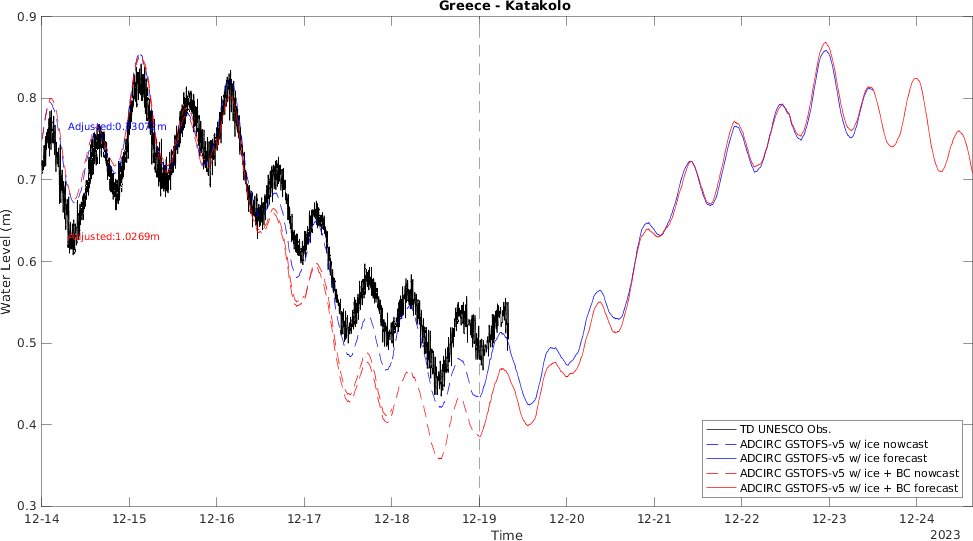 Greece - Katakolo
0.9
0.8
0.7
0.6
0.5
0.4
0.3
Water Level (m)
Adjusted:1.0269m
TD UNESCO Obs.
ADCIRC GSTOFS-v5 w/ ice nowcast
ADCIRC GSTOFS-v5 w/ ice forecast
ADCIRC GSTOFS-v5 w/ ice + BC nowcast
ADCIRC GSTOFS-v5 w/ ice + BC forecast
12-14 12-15 12-16 12-17 12-18 12-19 12-20 12-21 12-22 12-23 12-24
Time
2023